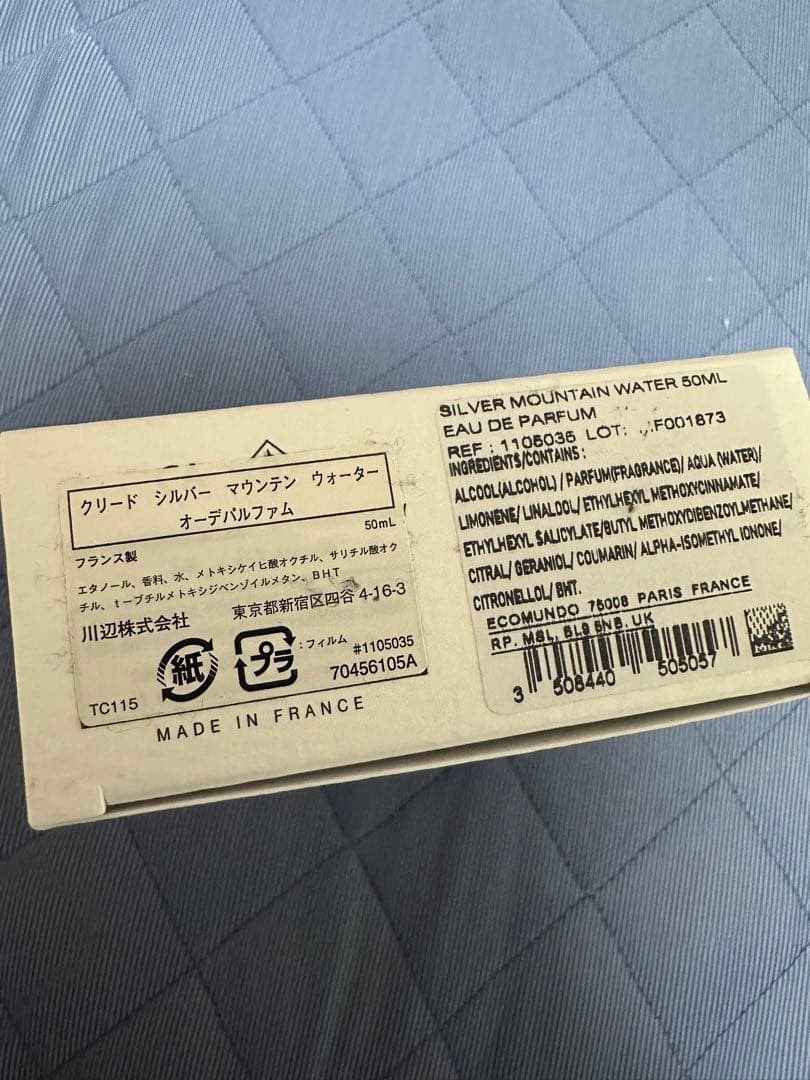 クリード シルバー マウンテン ウォーター
オーデパルファム
50mL
フランス製
エタノール、香料、水、メトキシケイヒ酸オクチル、サリチル酸オク
チル、t-ブチルメトキシジベンゾイルメタン、BHT
川辺株式会社 東京都新宿区四谷 4-16-3
紙 プラ :フィルム #1105035
TC115 70456105A
MADE IN FRANCE
SILVER MOUNTAIN WATER 50ML
EAU DE PARFUM
REF : 1105035 LOT: F001873
INGREDIENTS/CONTAINS :
ALCOOL(ALCOHOL) / PARFUM(FRAGRANCE)/ AQUA (WATER)/
LIMONENE/ LINALOOL/ ETHYLHEXYL METHOXYCINNAMATE/
ETHYLHEXYL SALICYLATE/BUTYL METHOXYDIBENZOYLMETHANE/
CITRAL/ GERANIOL/ COUMARIN/ ALPHA-ISOMETHYL IONONE/
CITRONELLOL/ BHT.
ECOMUNDO 75008 PARIS FRANCE
RP. M&L, BL9 5NB. UK
3 508440 505057